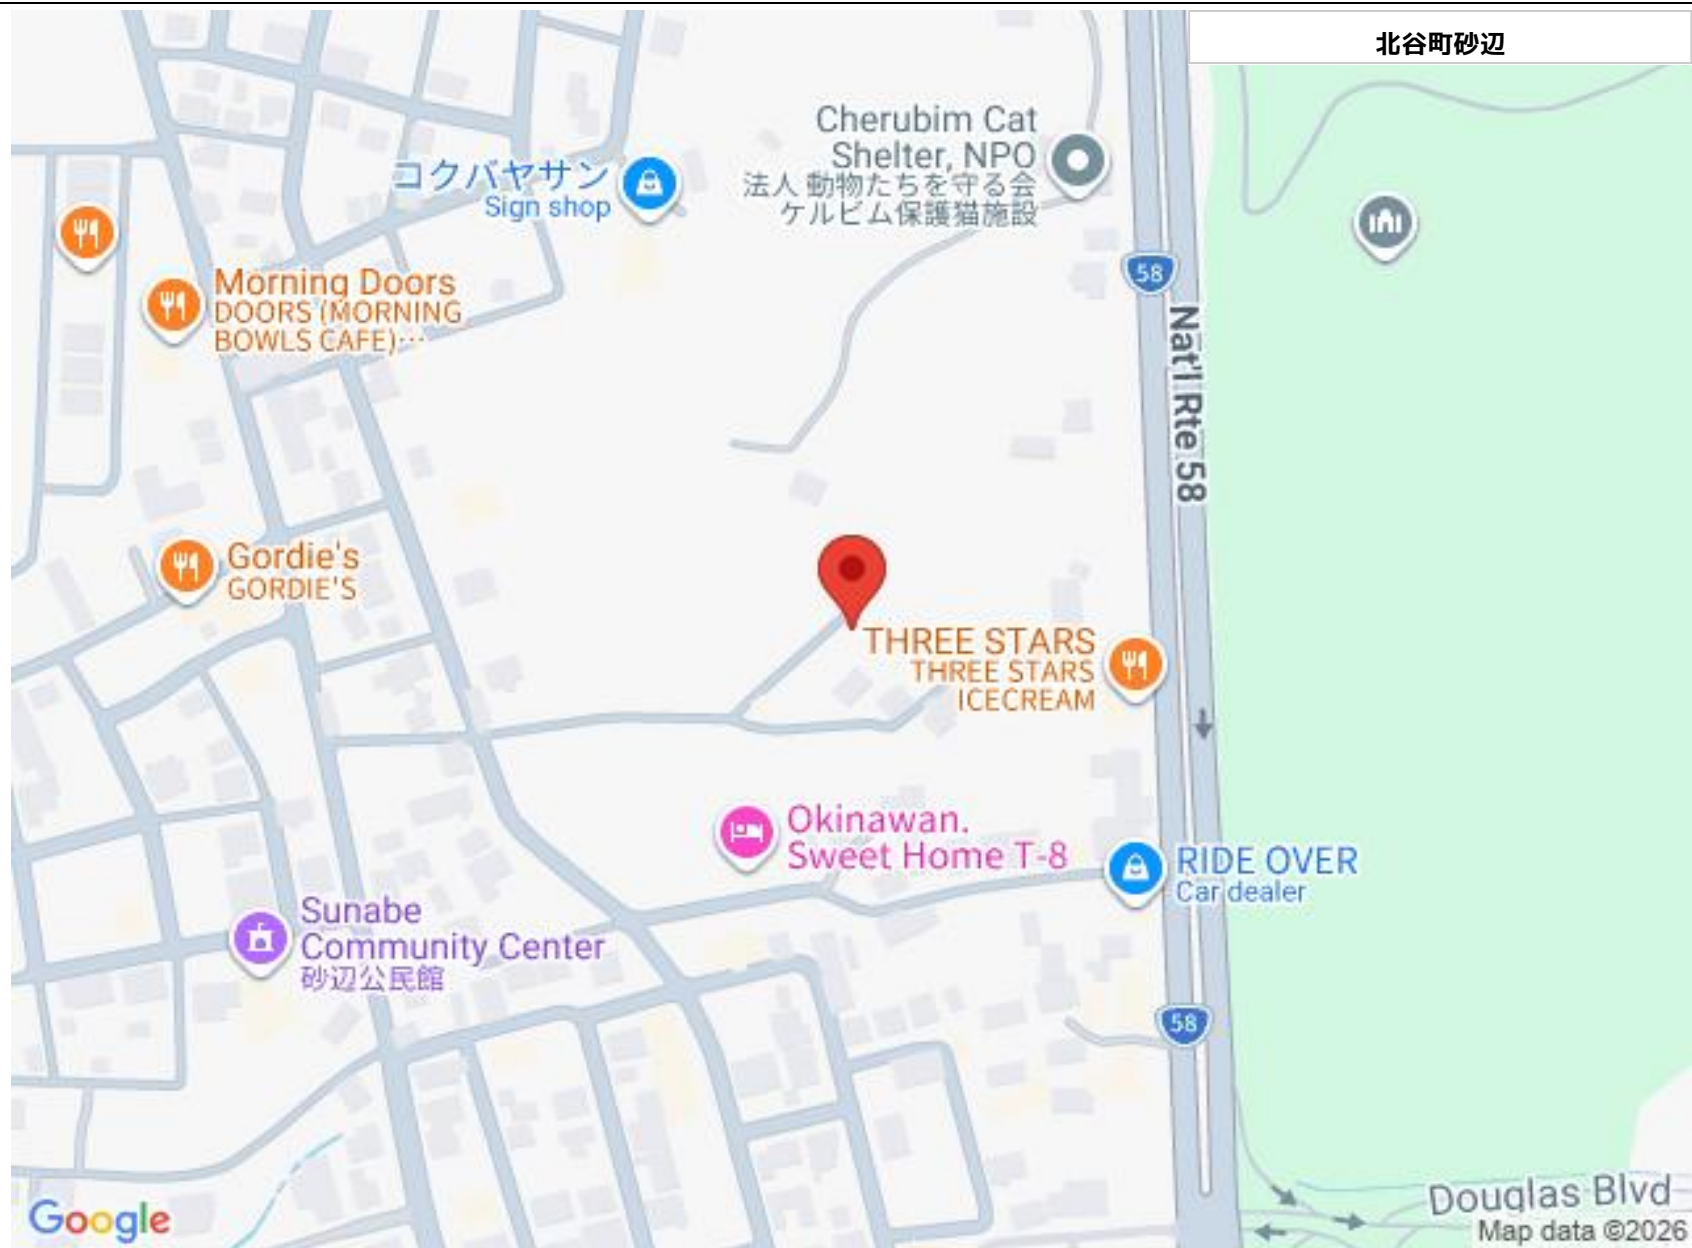 北谷町砂辺
Cherubim Cat
Shelter, NPO
法人 動物たちを守る会
ケルビム保護猫施設
コクバヤサン
Sign shop
58
Morning Doors
DOORS (MORNING
BOWLS CAFE)…
Nat'l Rte 58
Gordie's
GORDIE'S
THREE STARS
THREE STARS
ICECREAM
Okinawan.
Sweet Home T-8
RIDE OVER
Car dealer
Sunabe
Community Center
砂辺公民館
58
Douglas Blvd
Google
Map data ©2026